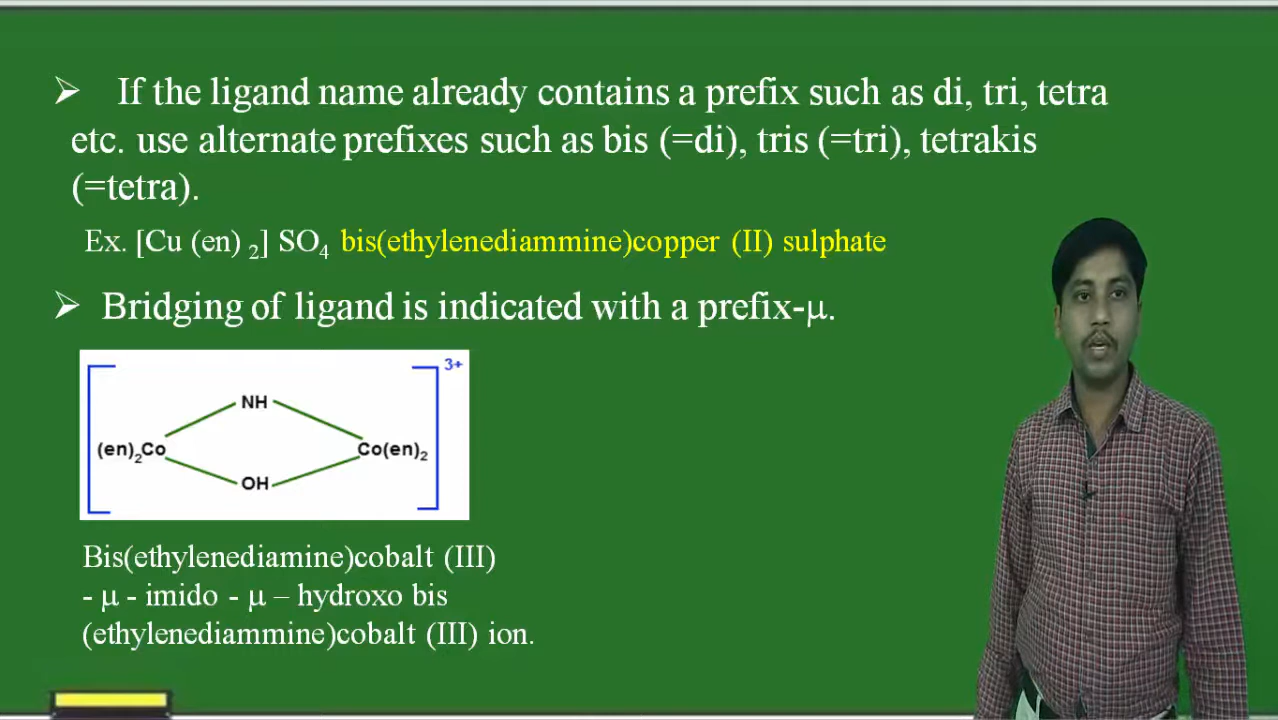 ➢ If the ligand name already contains a prefix such as di, tri, tetra
etc. use alternate prefixes such as bis (=di), tris (=tri), tetrakis
(=tetra).
Ex. [Cu (en) ₂] SO₄ bis(ethylenediammine)copper (II) sulphate
➢ Bridging of ligand is indicated with a prefix-μ.
3+
NH
(en)₂Co Co(en)₂
OH
Bis(ethylenediamine)cobalt (III)
- μ - imido - μ – hydroxo bis
(ethylenediammine)cobalt (III) ion.